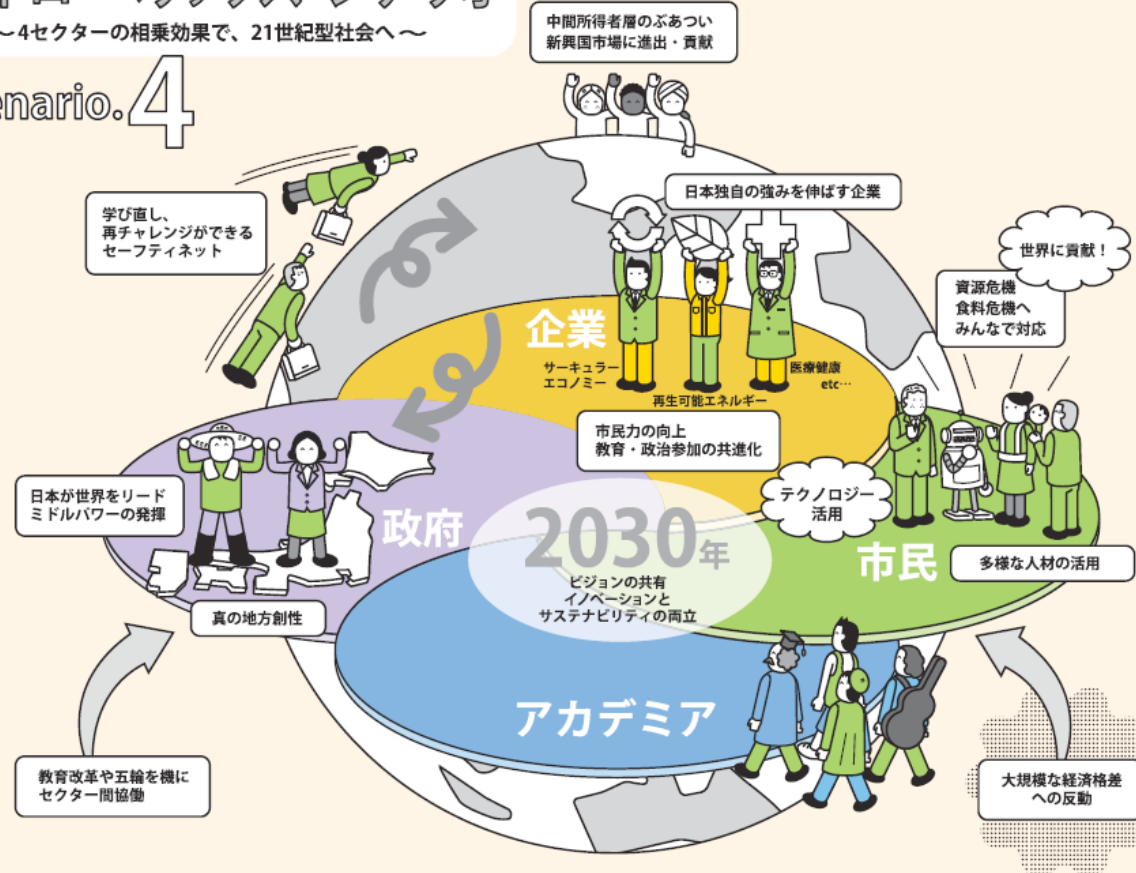 ~4セクターの相乗効果で、21世紀型社会へ~
enario.4
中間所得者層のぶあつい
新興国市場に進出・貢献
学び直し、
再チャレンジができる
セーフティネット
日本独自の強みを伸ばす企業
世界に貢献!
資源危機
食料危機へ
みんなで対応
企業
サーキュラー
エコノミー
再生可能エネルギー
医療健康
etc…
市民力の向上
教育・政治参加の共進化
テクノロジー
活用
日本が世界をリード
ミドルパワーの発揮
政府
2030年
ビジョンの共有
イノベーションと
サステナビリティの両立
市民
多様な人材の活用
真の地方創性
アカデミア
教育改革や五輪を機に
セクター間協働
大規模な経済格差
への反動